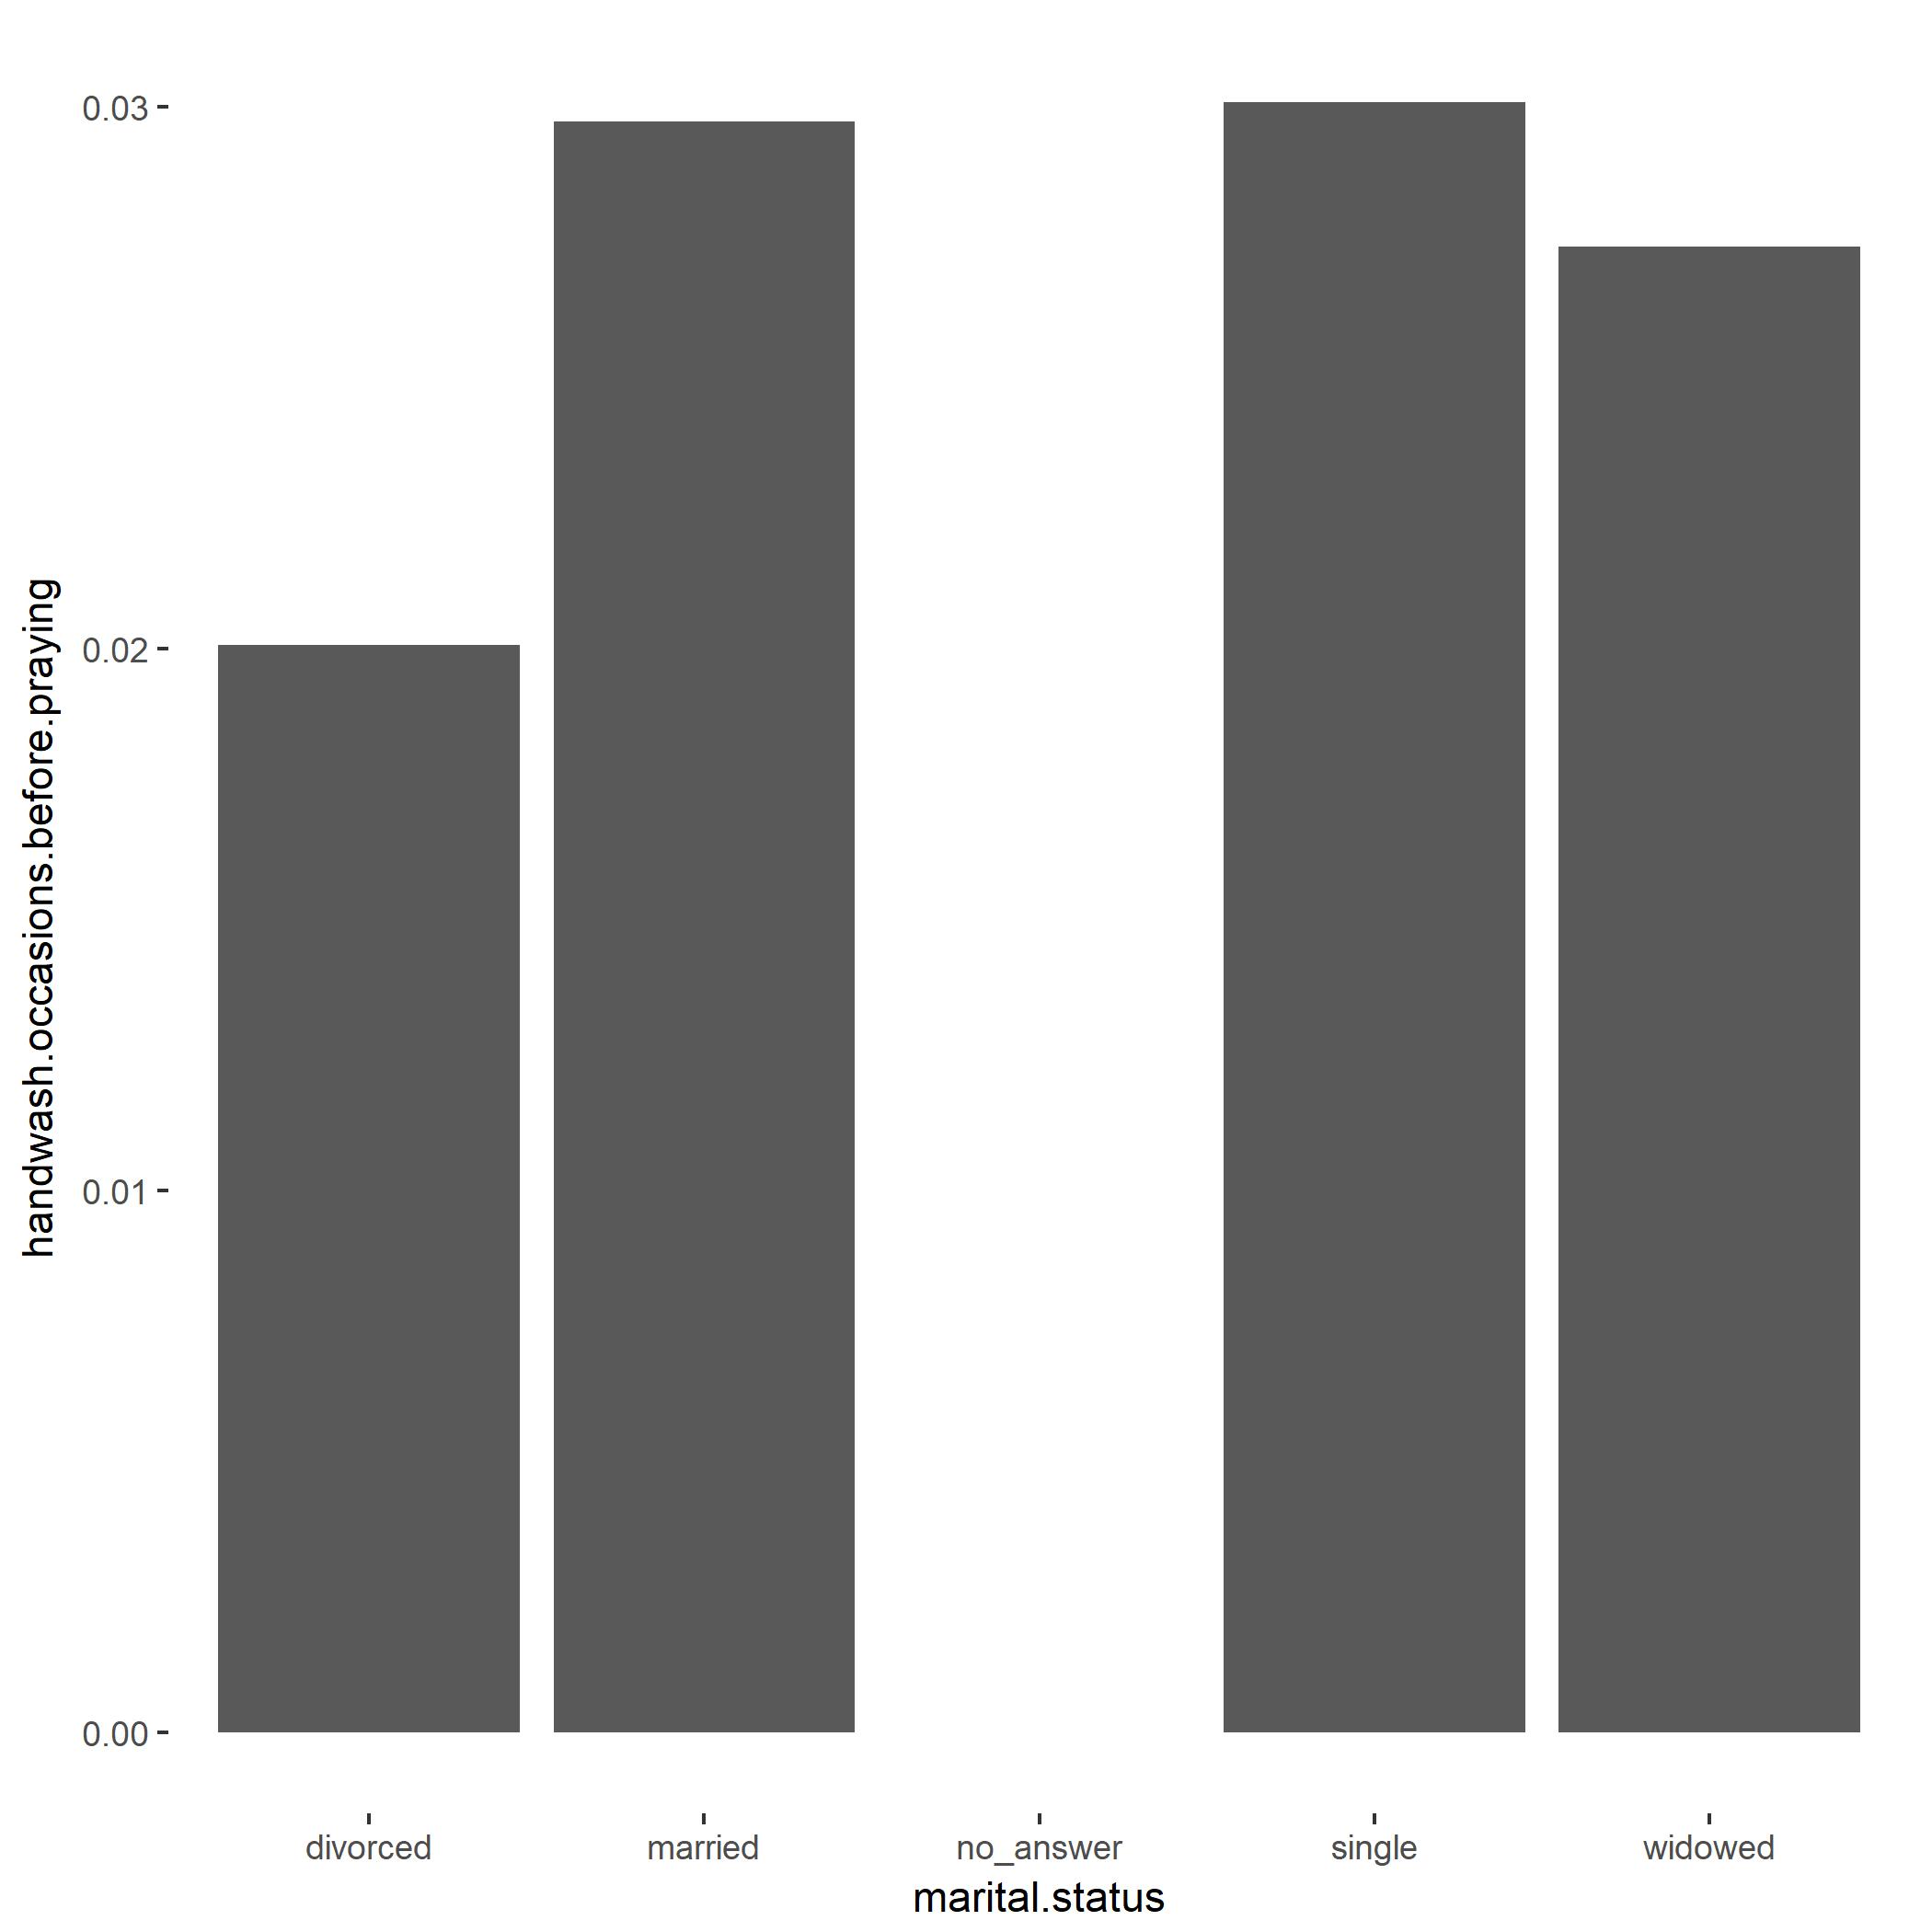 handwash.occasions.before.praying
0.03
0.02
0.01
0.00
divorced married no_answer single widowed
marital.status